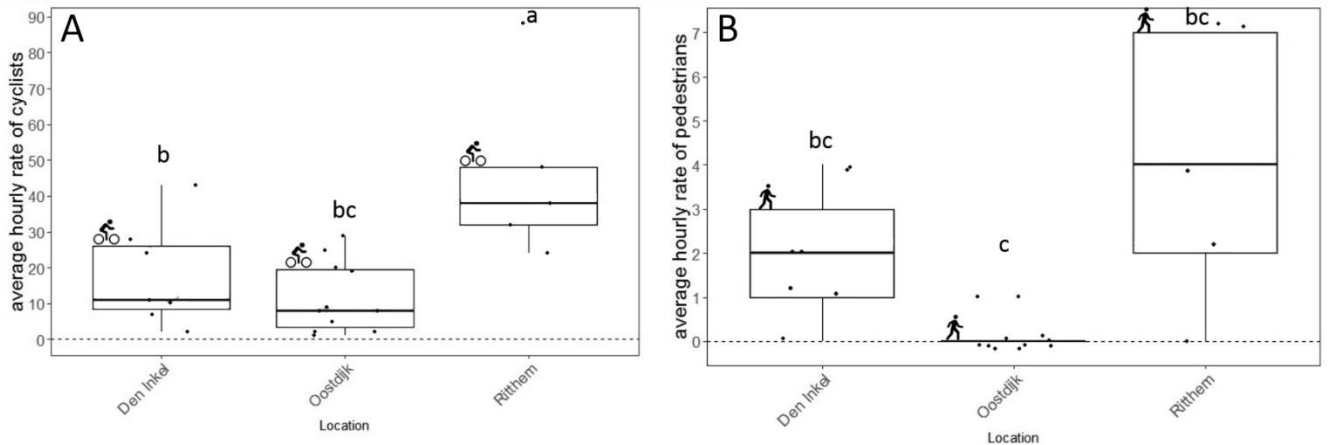 A
average hourly rate of cyclists
90
80
70
60
50
40
30
20
10
0
b
bc
a
Den Inkel
Oostdijk
Ritthem
Location
B
average hourly rate of pedestrians
7
6
5
4
3
2
1
0
bc
c
bc
Den Inkel
Oostdijk
Ritthem
Location